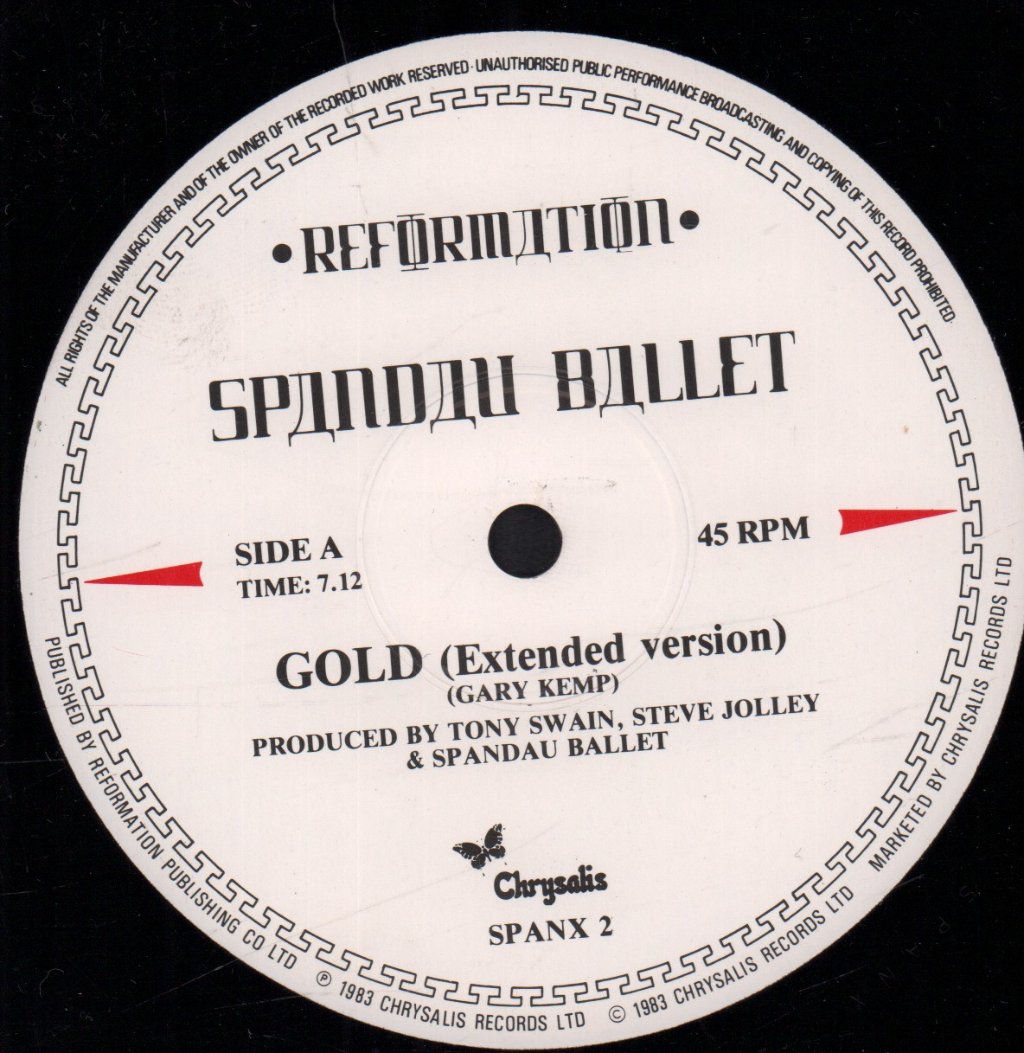 ALL RIGHTS OF THE MANUFACTURER AND OF THE OWNER OF THE RECORDED WORK RESERVED · UNAUTHORISED PUBLIC PERFORMANCE BROADCASTING AND COPYING OF THIS RECORD PROHIBITED·
• REFORMATION •
SPANDAU BALLET
SIDE A
TIME: 7.12
45 RPM
GOLD (Extended version)
(GARY KEMP)
PRODUCED BY TONY SWAIN, STEVE JOLLEY
& SPANDAU BALLET
Chrysalis
SPANX 2
PUBLISHED BY REFORMATION PUBLISHING CO LTD ℗ 1983 CHRYSALIS RECORDS LTD © 1983 CHRYSALIS RECORDS LTD MARKETED BY CHRYSALIS RECORDS LTD